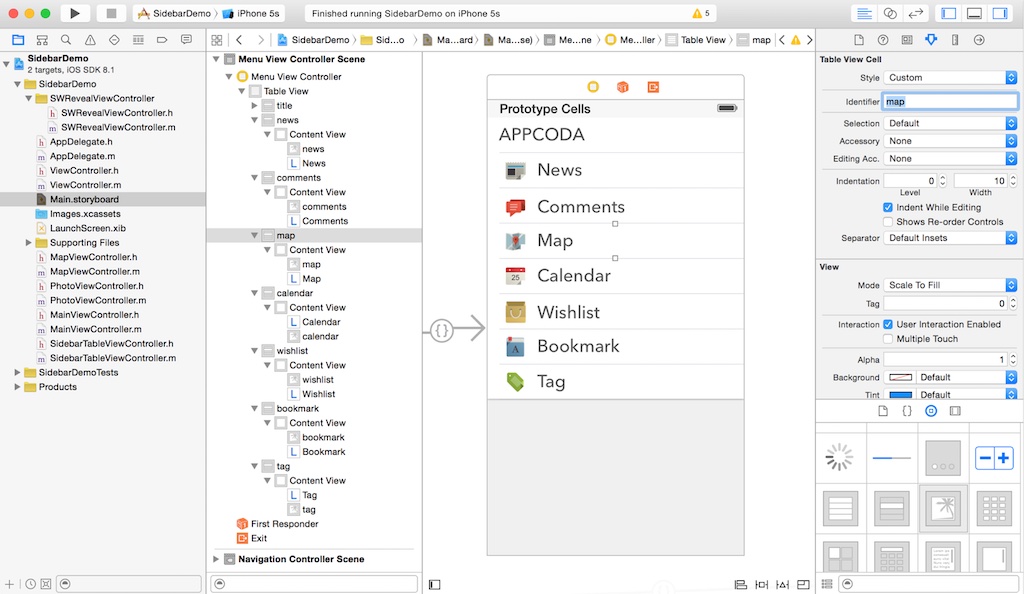 SidebarDemo
iPhone 5s
Finished running SidebarDemo on iPhone 5s
5
SidebarDemo
Sid...o
M...ard
M...se)
Me...ne
Me...ller
Table View
map
SidebarDemo
2 targets, iOS SDK 8.1
SidebarDemo
SWRevealViewController
SWRevealViewController.h
SWRevealViewController.m
AppDelegate.h
AppDelegate.m
ViewController.h
ViewController.m
Main.storyboard
Images.xcassets
LaunchScreen.xib
Supporting Files
MapViewController.h
MapViewController.m
PhotoViewController.h
PhotoViewController.m
MainViewController.h
MainViewController.m
SidebarTableViewController.h
SidebarTableViewController.m
SidebarDemoTests
Products
Menu View Controller Scene
Menu View Controller
Table View
title
news
Content View
news
L News
comments
Content View
comments
L Comments
map
Content View
map
L Map
calendar
Content View
L Calendar
calendar
wishlist
Content View
wishlist
L Wishlist
bookmark
Content View
bookmark
L Bookmark
tag
Content View
L Tag
tag
First Responder
Exit
Navigation Controller Scene
Prototype Cells
APPCODA
News
Comments
Map
25
Calendar
Wishlist
Bookmark
Tag
Table View Cell
Style Custom
Identifier map
Selection Default
Accessory None
Editing Acc. None
Indentation 0 10
Level Width
Indent While Editing
Shows Re-order Controls
Separator Default Insets
View
Mode Scale To Fill
Tag 0
Interaction User Interaction Enabled
Multiple Touch
Alpha 1
Background Default
Tint Default